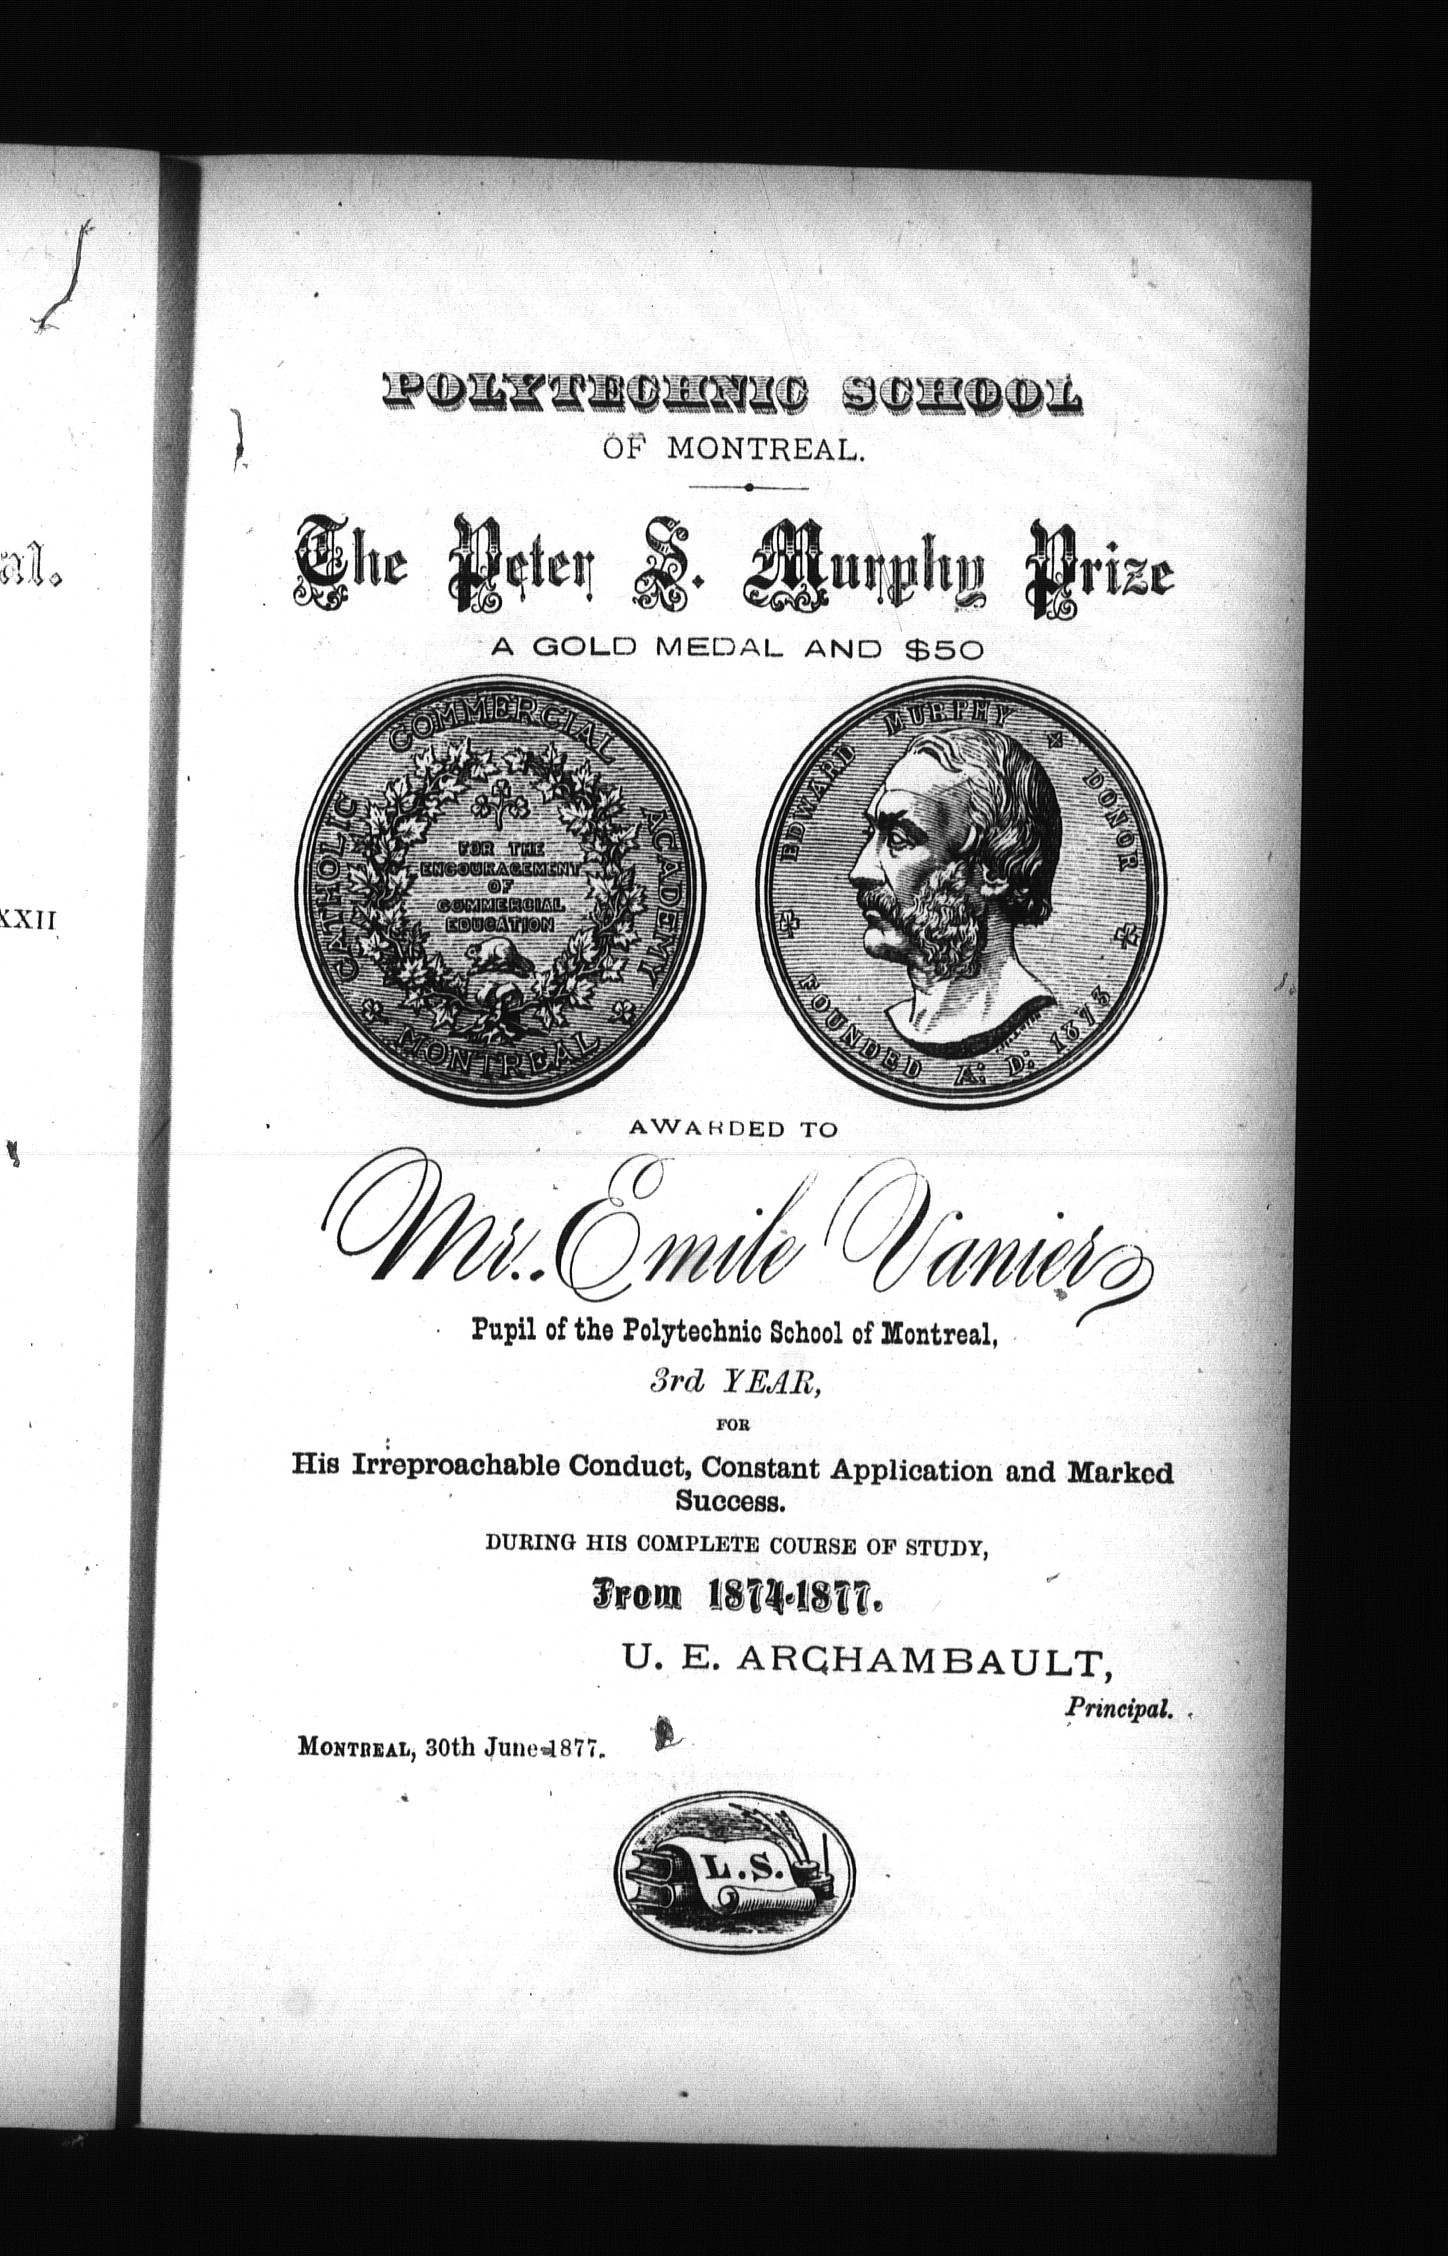 al.
XXII
POLYTECHNIC SCHOOL
OF MONTREAL.
The Peter S. Murphy Prize
A GOLD MEDAL AND $50
CATHOLIC COMMERCIAL ACADEMY
MONTREAL
FOR THE
ENCOURAGEMENT
OF
COMMERCIAL
EDUCATION
EDWARD MURPHY DONOR
FOUNDED A: D: 1873
AWARDED TO
Mr. Emile Vanier
Pupil of the Polytechnic School of Montreal,
3rd YEAR,
FOR
His Irreproachable Conduct, Constant Application and Marked
Success.
DURING HIS COMPLETE COURSE OF STUDY,
From 1874-1877.
U. E. ARCHAMBAULT,
Principal.
MONTREAL, 30th June 1877.
L.S.